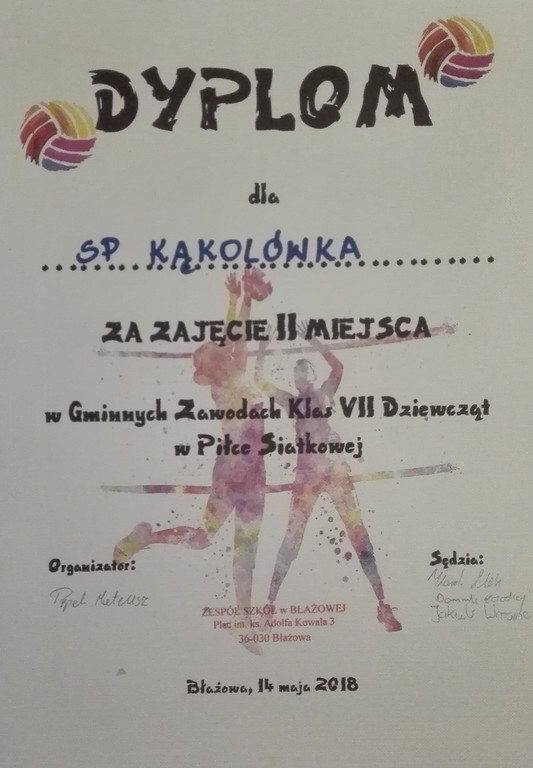 DYPLOM
dla
SP KĄKOLÓWKA
ZA ZAJĘCIE II MIEJSCA
w Gminnych Zawodach Klas VII Dziewcząt
w Piłce Siatkowej
Organizator:
Sędzia:
Mateusz
ZESPÓŁ SZKÓŁ w BŁAŻOWEJ
Plac im. ks. Adolfa Kowala 3
36-030 Błażowa
Błażowa, 14 maja 2018